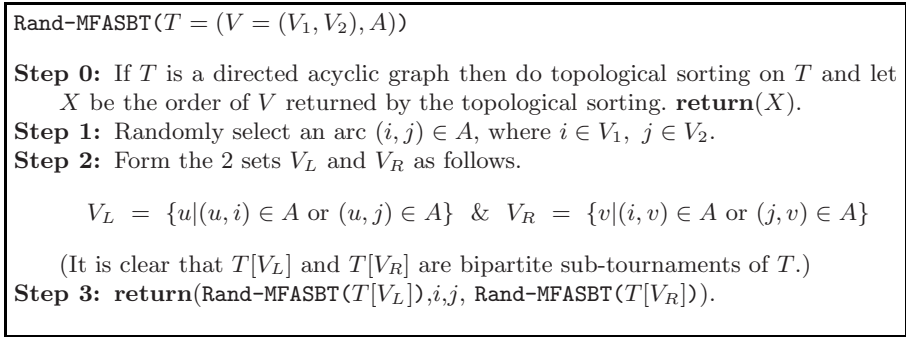 Rand-MFASBT(T = (V = (V₁, V₂), A))
Step 0: If T is a directed acyclic graph then do topological sorting on T and let
X be the order of V returned by the topological sorting. return(X).
Step 1: Randomly select an arc (i, j) ∈ A, where i ∈ V₁, j ∈ V₂.
Step 2: Form the 2 sets V_L and V_R as follows.
V_L = {u|(u, i) ∈ A or (u, j) ∈ A} & V_R = {v|(i, v) ∈ A or (j, v) ∈ A}
(It is clear that T[V_L] and T[V_R] are bipartite sub-tournaments of T.)
Step 3: return(Rand-MFASBT(T[V_L]),i,j, Rand-MFASBT(T[V_R])).